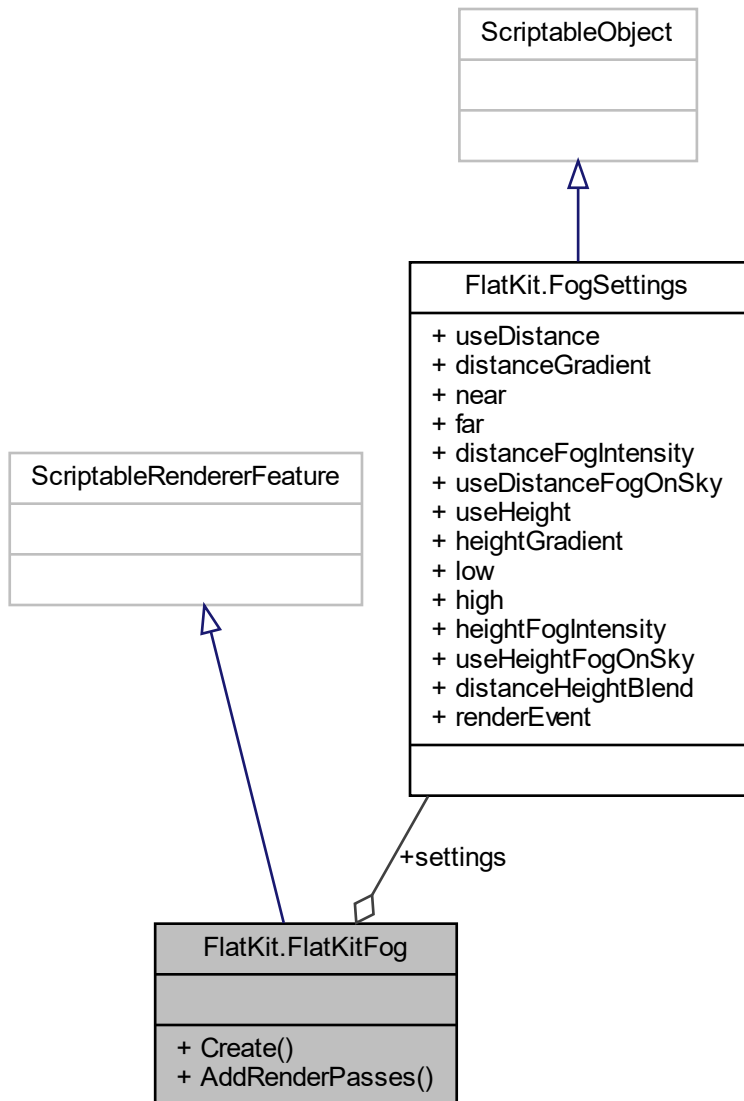 ScriptableObject
FlatKit.FogSettings
+ useDistance
+ distanceGradient
+ near
+ far
+ distanceFogIntensity
+ useDistanceFogOnSky
+ useHeight
+ heightGradient
+ low
+ high
+ heightFogIntensity
+ useHeightFogOnSky
+ distanceHeightBlend
+ renderEvent
ScriptableRendererFeature
+settings
FlatKit.FlatKitFog
+ Create()
+ AddRenderPasses()